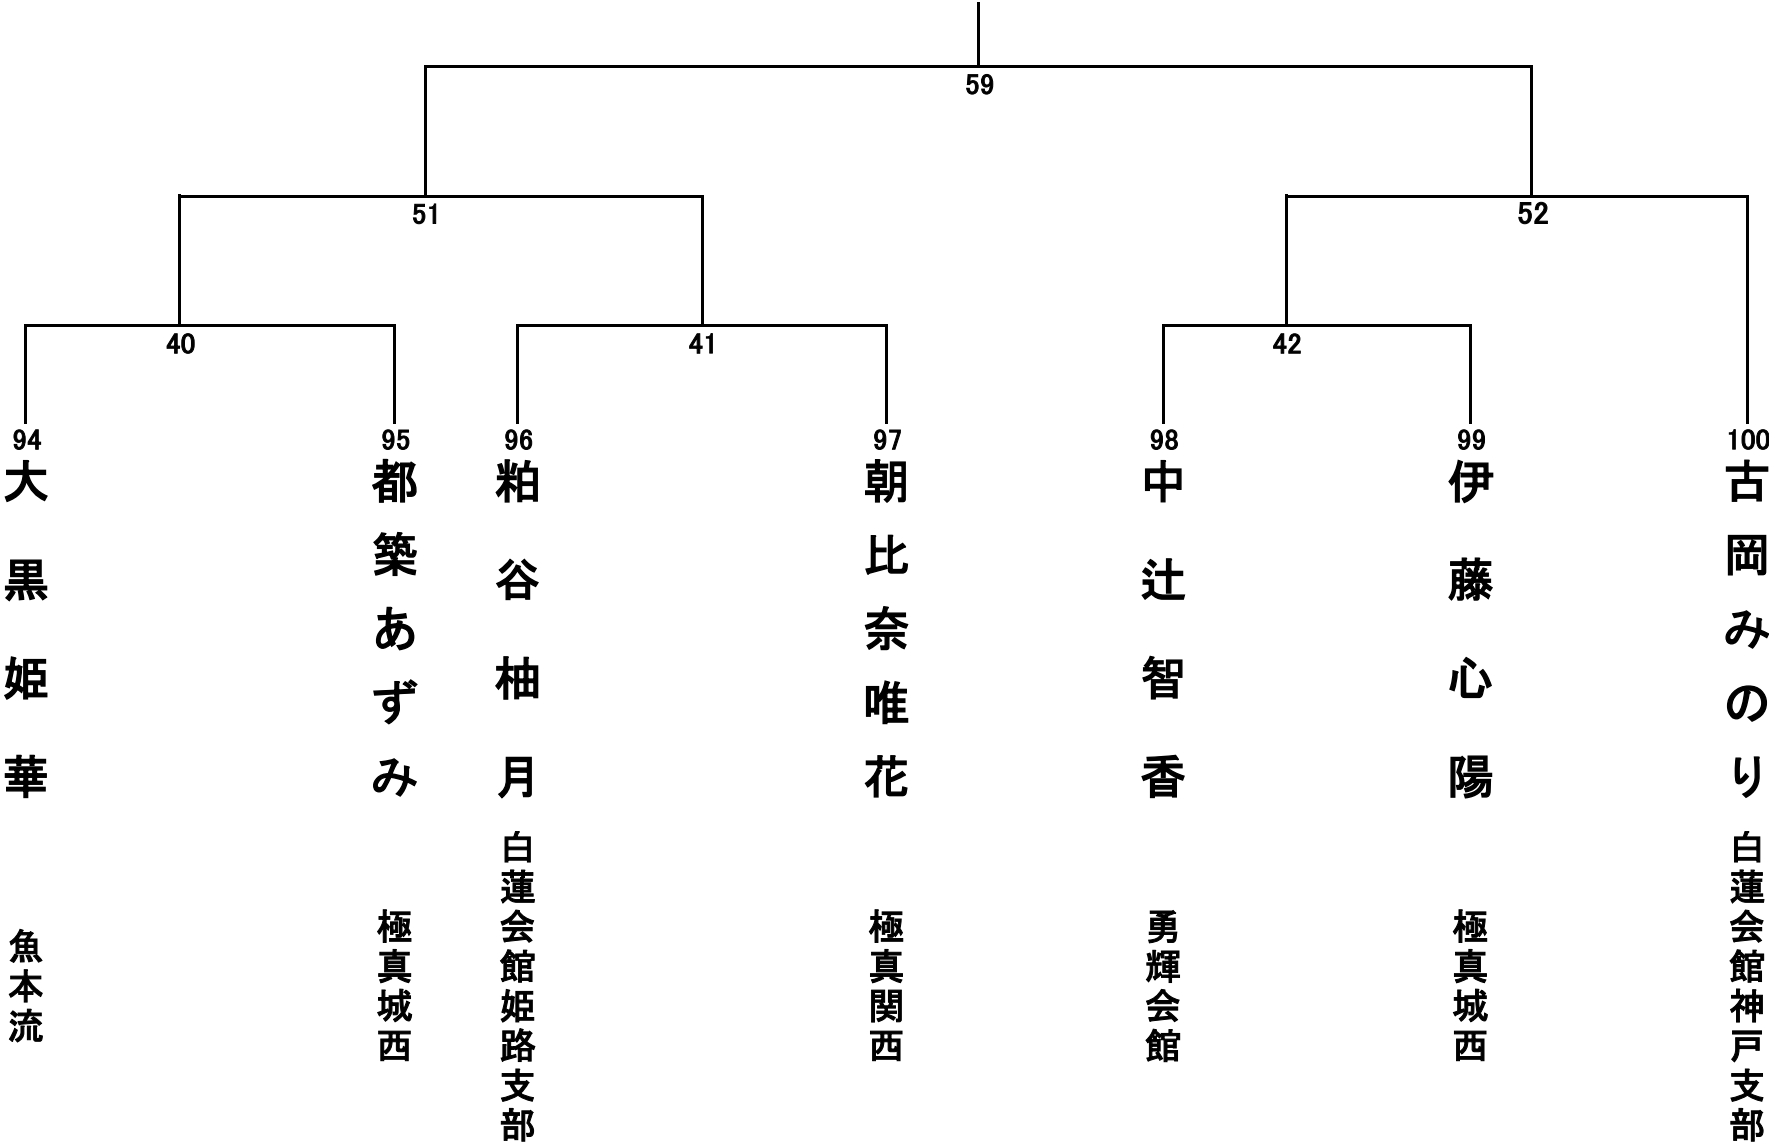 59
51
52
40
41
42
94
95
96
97
98
99
100
大黒姫華
都築あずみ
粕谷柚月
朝比奈唯花
中辻智香
伊藤心陽
古岡みのり
魚本流
極真城西
白蓮会館姫路支部
極真関西
勇輝会館
極真城西
白蓮会館神戸支部